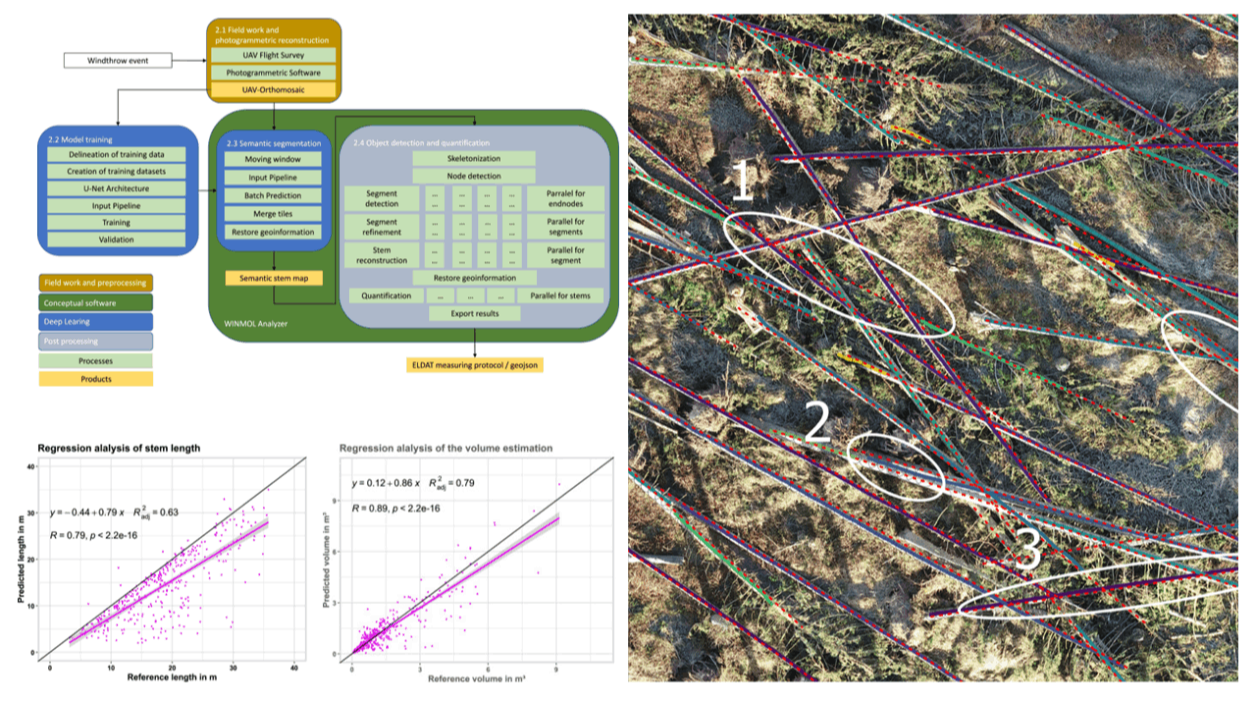 2.1 Field work and
photogrammetric reconstruction
UAV Flight Survey
Photogrammetric Software
UAV-Orthomosaic
Windthrow event
2.2 Model training
Delineation of training data
Creation of training datasets
U-Net Architecture
Input Pipeline
Training
Validation
2.3 Semantic segmentation
Moving window
Input Pipeline
Batch Prediction
Merge tiles
Restore geoinformation
Semantic stem map
WINMOL Analyzer
2.4 Object detection and quantification
Skeletonization
Node detection
Segment
detection
... ... ... ...
... ... ... ...
Parralel for
endnodes
Segment
refinement
... ... ... ...
... ... ... ...
Parallel for
segments
Stem
reconstruction
... ... ... ...
... ... ... ...
Parallel for
segment
Restore geoinformation
Quantification ... ... ... Parallel for stems
Export results
ELDAT measuring protocol / geojson
Field work and preprocessing
Conceptual software
Deep Learing
Post processing
Processes
Products
Regression alalysis of stem length
y = −0.44 + 0.79 x R²adj = 0.63
R = 0.79, p < 2.2e-16
Predicted length in m
40
30
20
10
0
0 10 20 30 40
Reference length in m
Regression alalysis of the volume estimation
y = 0.12 + 0.86 x R²adj = 0.79
R = 0.89, p < 2.2e-16
Predicted volume in m³
9
6
3
0
0 3 6 9
Reference volume in m³
1
2
3